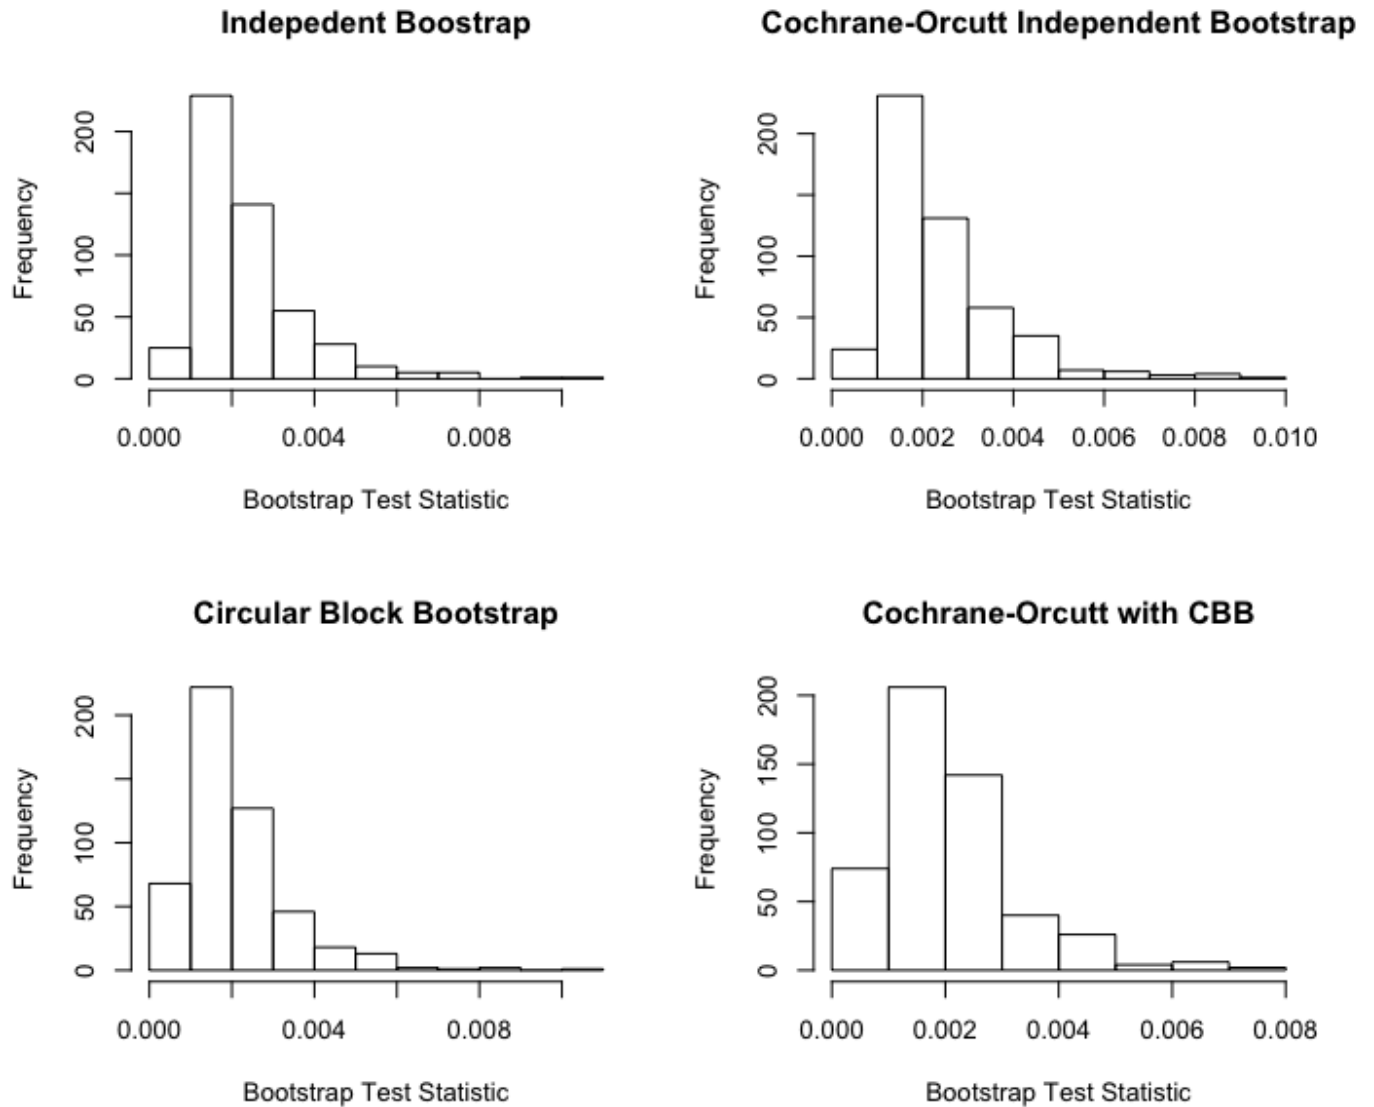 Indepedent Boostrap
Frequency
200
100
50
0
0.000 0.004 0.008
Bootstrap Test Statistic
Cochrane-Orcutt Independent Bootstrap
Frequency
200
100
50
0
0.000 0.002 0.004 0.006 0.008 0.010
Bootstrap Test Statistic
Circular Block Bootstrap
Frequency
200
100
50
0
0.000 0.004 0.008
Bootstrap Test Statistic
Cochrane-Orcutt with CBB
Frequency
200
150
100
50
0
0.000 0.002 0.004 0.006 0.008
Bootstrap Test Statistic